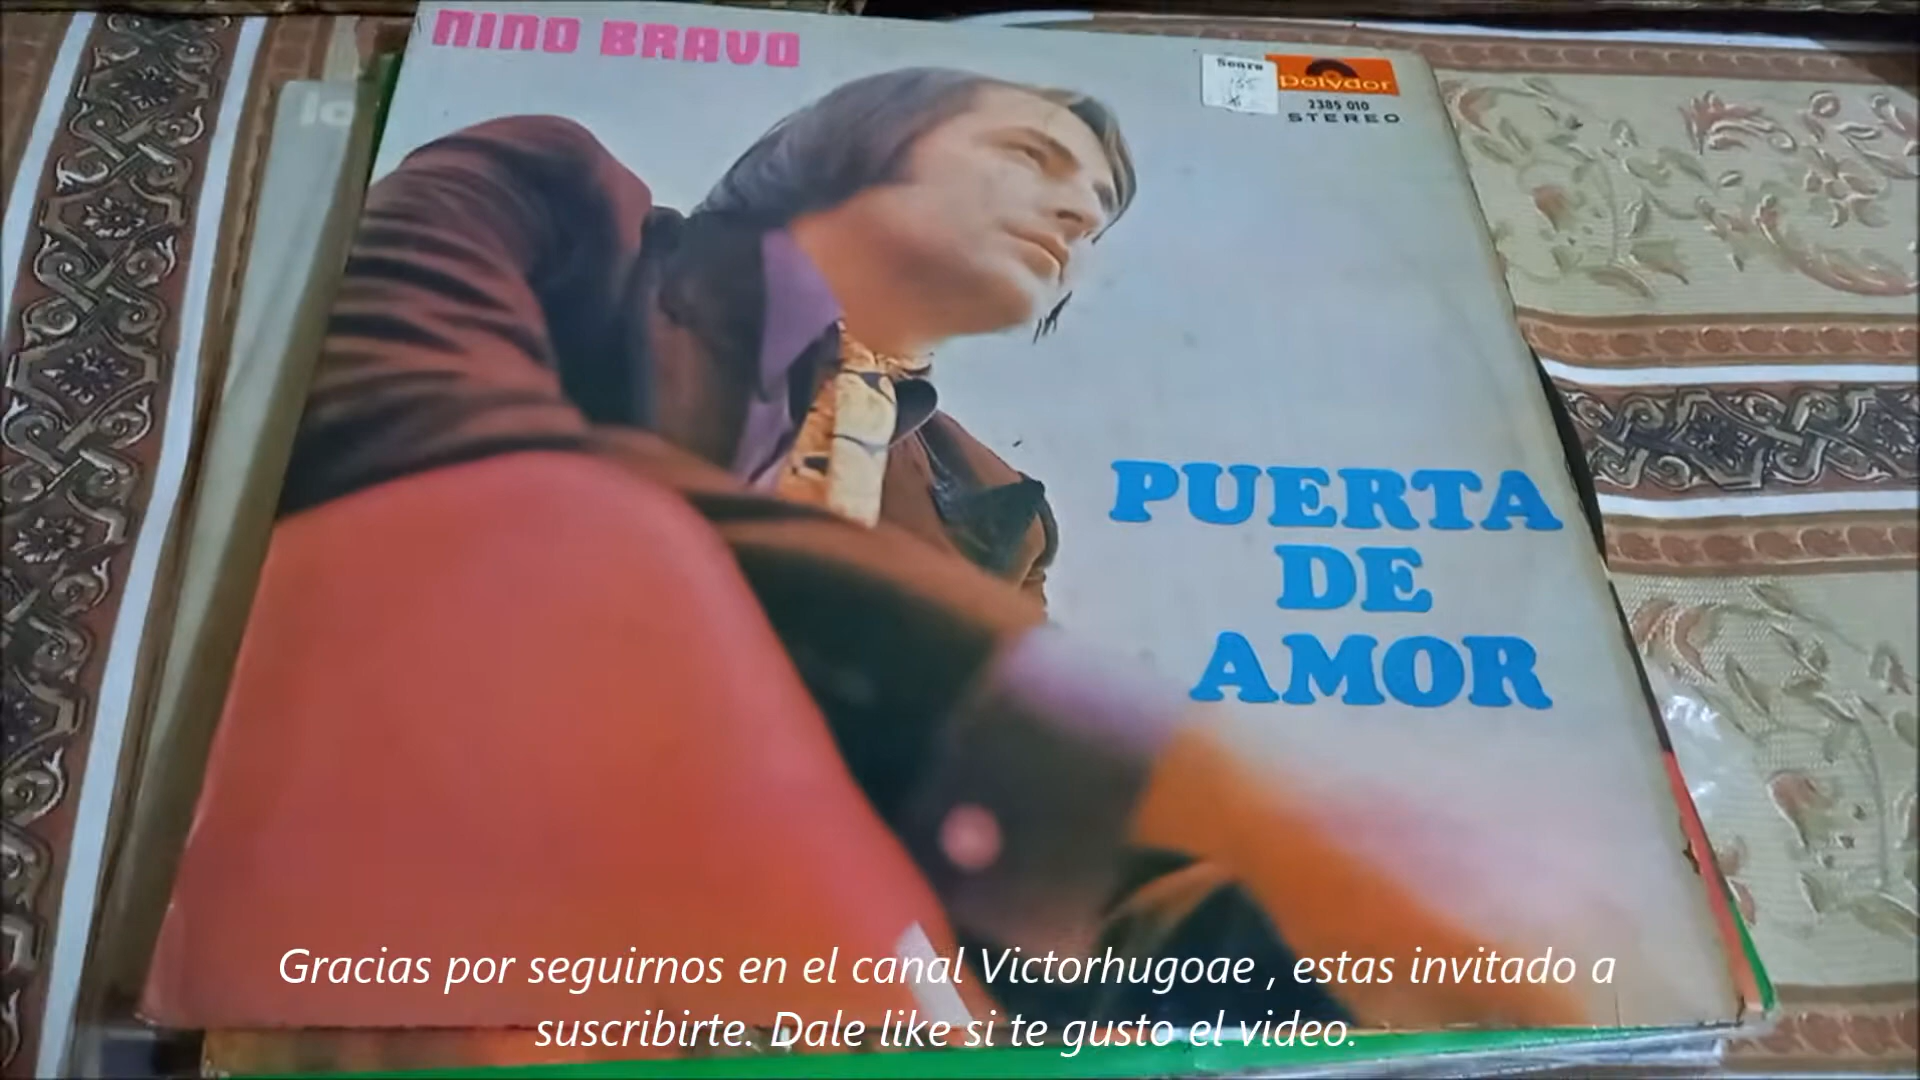 NINO BRAVO
Sears
Polydor
2385 010
STEREO
PUERTA
DE
AMOR
Gracias por seguirnos en el canal Victorhugoae , estas invitado a
suscribirte. Dale like si te gusto el video.